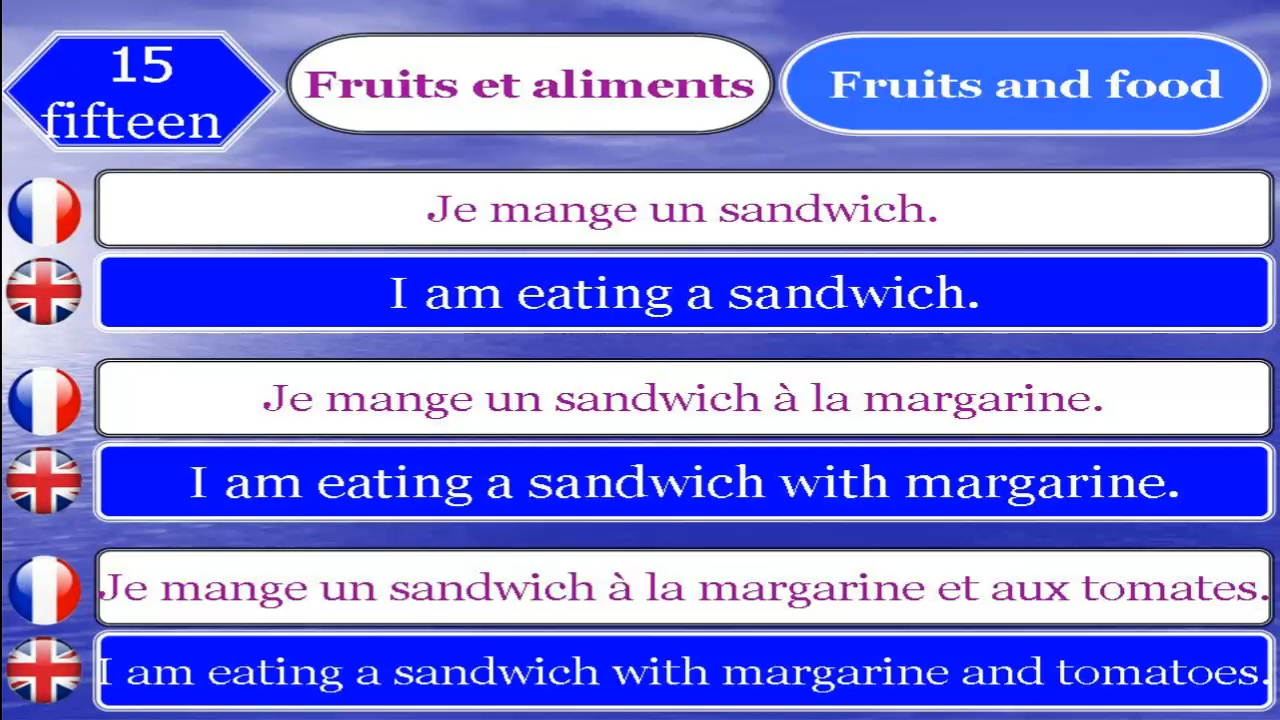 15
fifteen
Fruits et aliments
Fruits and food
Je mange un sandwich.
I am eating a sandwich.
Je mange un sandwich à la margarine.
I am eating a sandwich with margarine.
Je mange un sandwich à la margarine et aux tomates.
I am eating a sandwich with margarine and tomatoes.